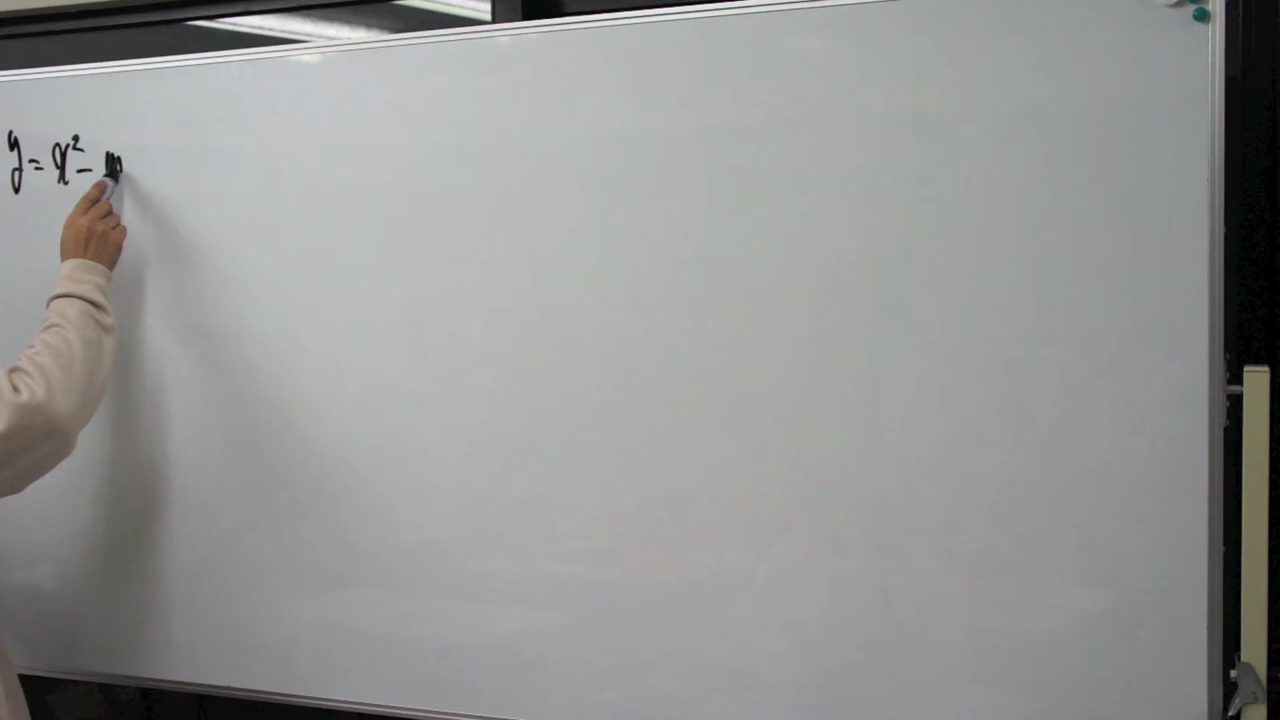 y = x² - m